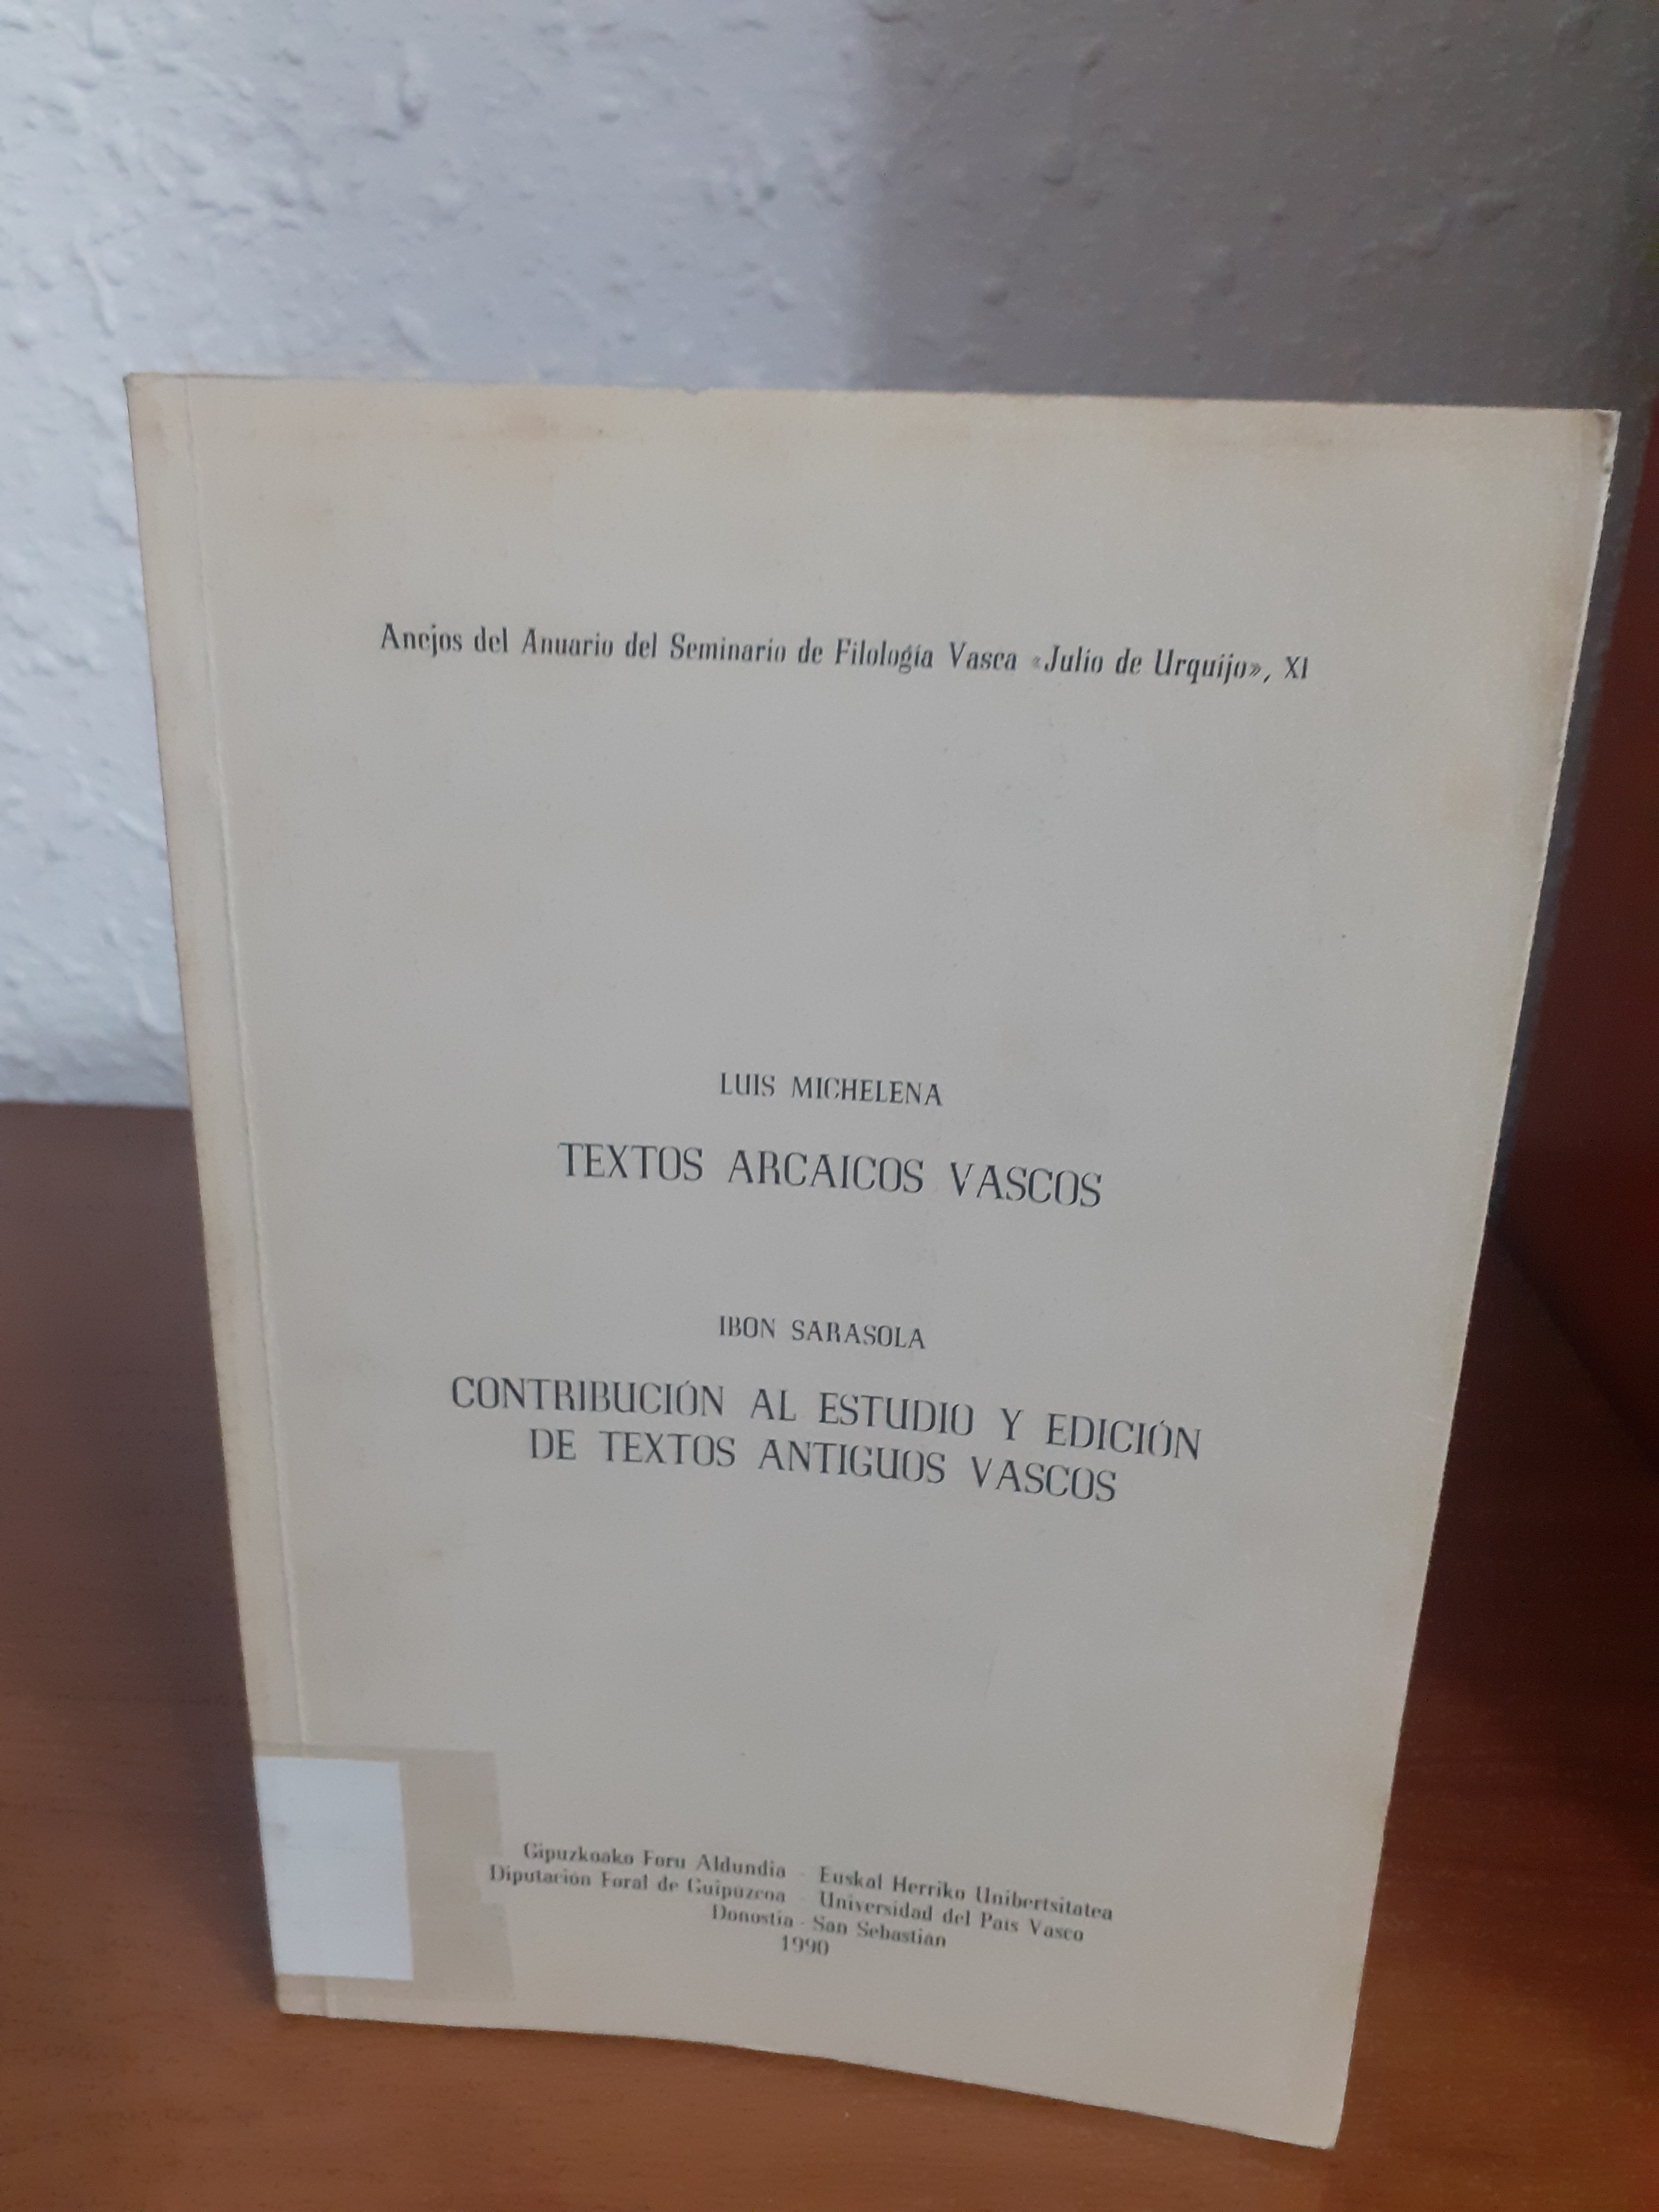 Anejos del Anuario del Seminario de Filología Vasca «Julio de Urquijo», XI
LUIS MICHELENA
TEXTOS ARCAICOS VASCOS
IBON SARASOLA
CONTRIBUCIÓN AL ESTUDIO Y EDICIÓN
DE TEXTOS ANTIGUOS VASCOS
Gipuzkoako Foru Aldundia - Euskal Herriko Unibertsitatea
Diputación Foral de Guipúzcoa - Universidad del País Vasco
Donostia - San Sebastián
1990